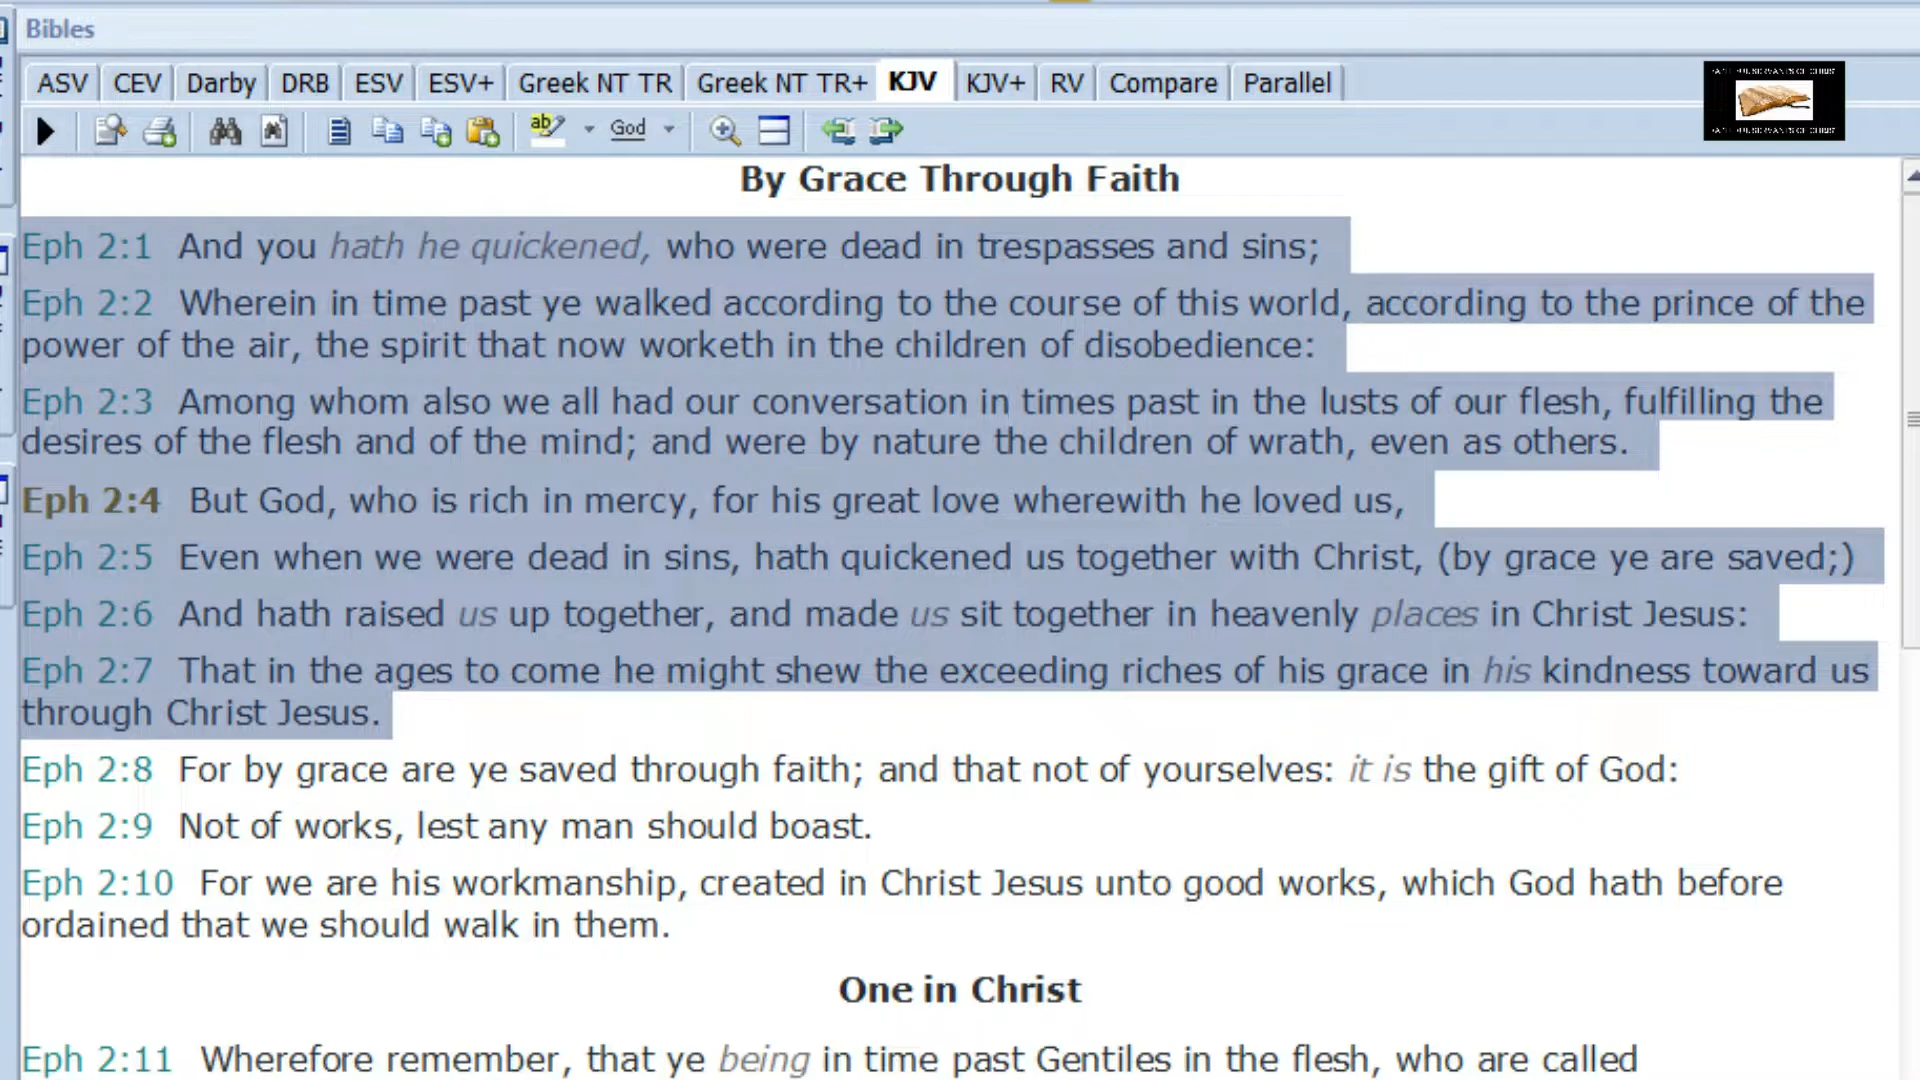 Bibles
ASV CEV Darby DRB ESV ESV+ Greek NT TR Greek NT TR+ KJV KJV+ RV Compare Parallel
ab God
By Grace Through Faith
Eph 2:1 And you hath he quickened, who were dead in trespasses and sins;
Eph 2:2 Wherein in time past ye walked according to the course of this world, according to the prince of the
power of the air, the spirit that now worketh in the children of disobedience:
Eph 2:3 Among whom also we all had our conversation in times past in the lusts of our flesh, fulfilling the
desires of the flesh and of the mind; and were by nature the children of wrath, even as others.
Eph 2:4 But God, who is rich in mercy, for his great love wherewith he loved us,
Eph 2:5 Even when we were dead in sins, hath quickened us together with Christ, (by grace ye are saved;)
Eph 2:6 And hath raised us up together, and made us sit together in heavenly places in Christ Jesus:
Eph 2:7 That in the ages to come he might shew the exceeding riches of his grace in his kindness toward us
through Christ Jesus.
Eph 2:8 For by grace are ye saved through faith; and that not of yourselves: it is the gift of God:
Eph 2:9 Not of works, lest any man should boast.
Eph 2:10 For we are his workmanship, created in Christ Jesus unto good works, which God hath before
ordained that we should walk in them.
One in Christ
Eph 2:11 Wherefore remember, that ye being in time past Gentiles in the flesh, who are called